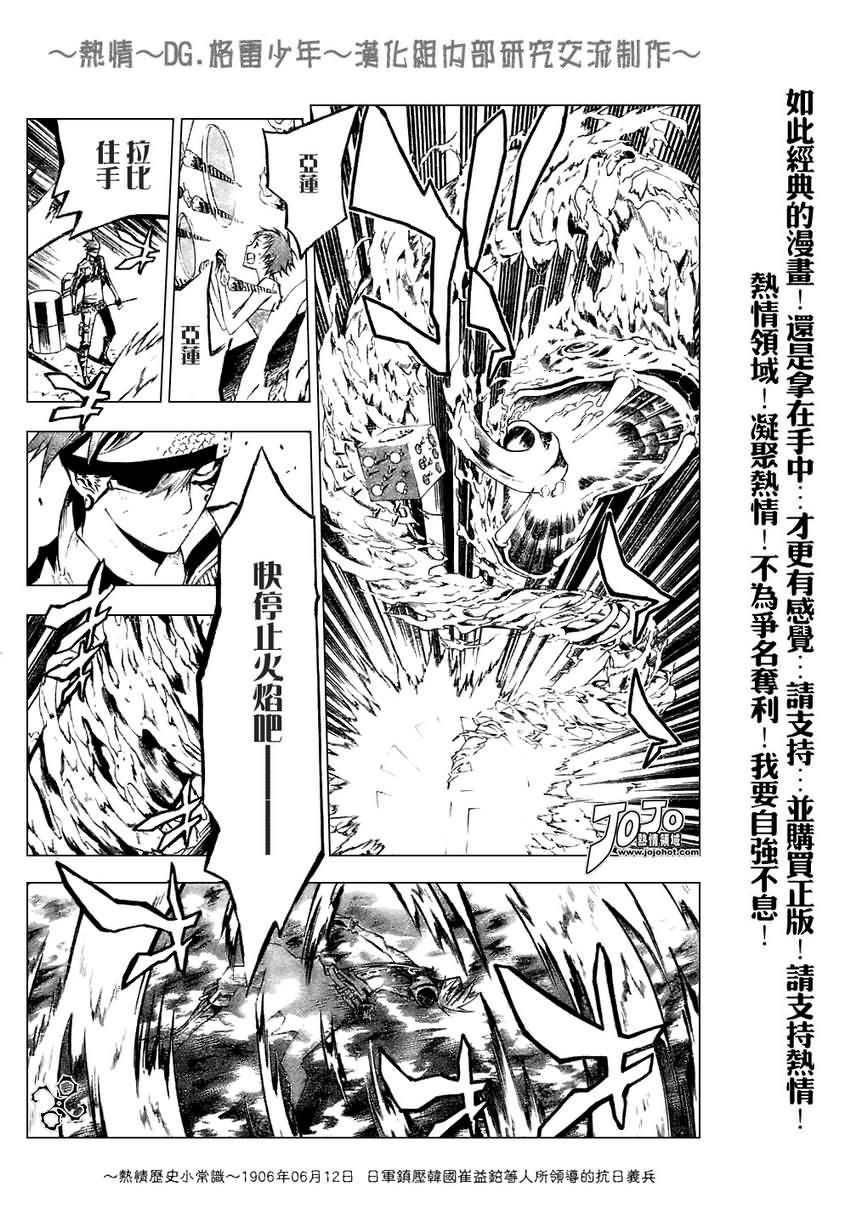 ～熱情～DG.格雷少年～漢化組內部研究交流制作～
如此經典的漫畫！還是拿在手中…才更有感覺…請支持…並購買正版！請支持熱情！
熱情領域！凝聚熱情！不為爭名奪利！我要自強不息！
亞蓮
亞蓮
拉比
住手
快停止火焰吧——
JOJO
熱情領域
www.jojohot.com
～熱情歷史小常識～1906年06月12日 日軍鎮壓韓國崔益鉉等人所領導的抗日義兵